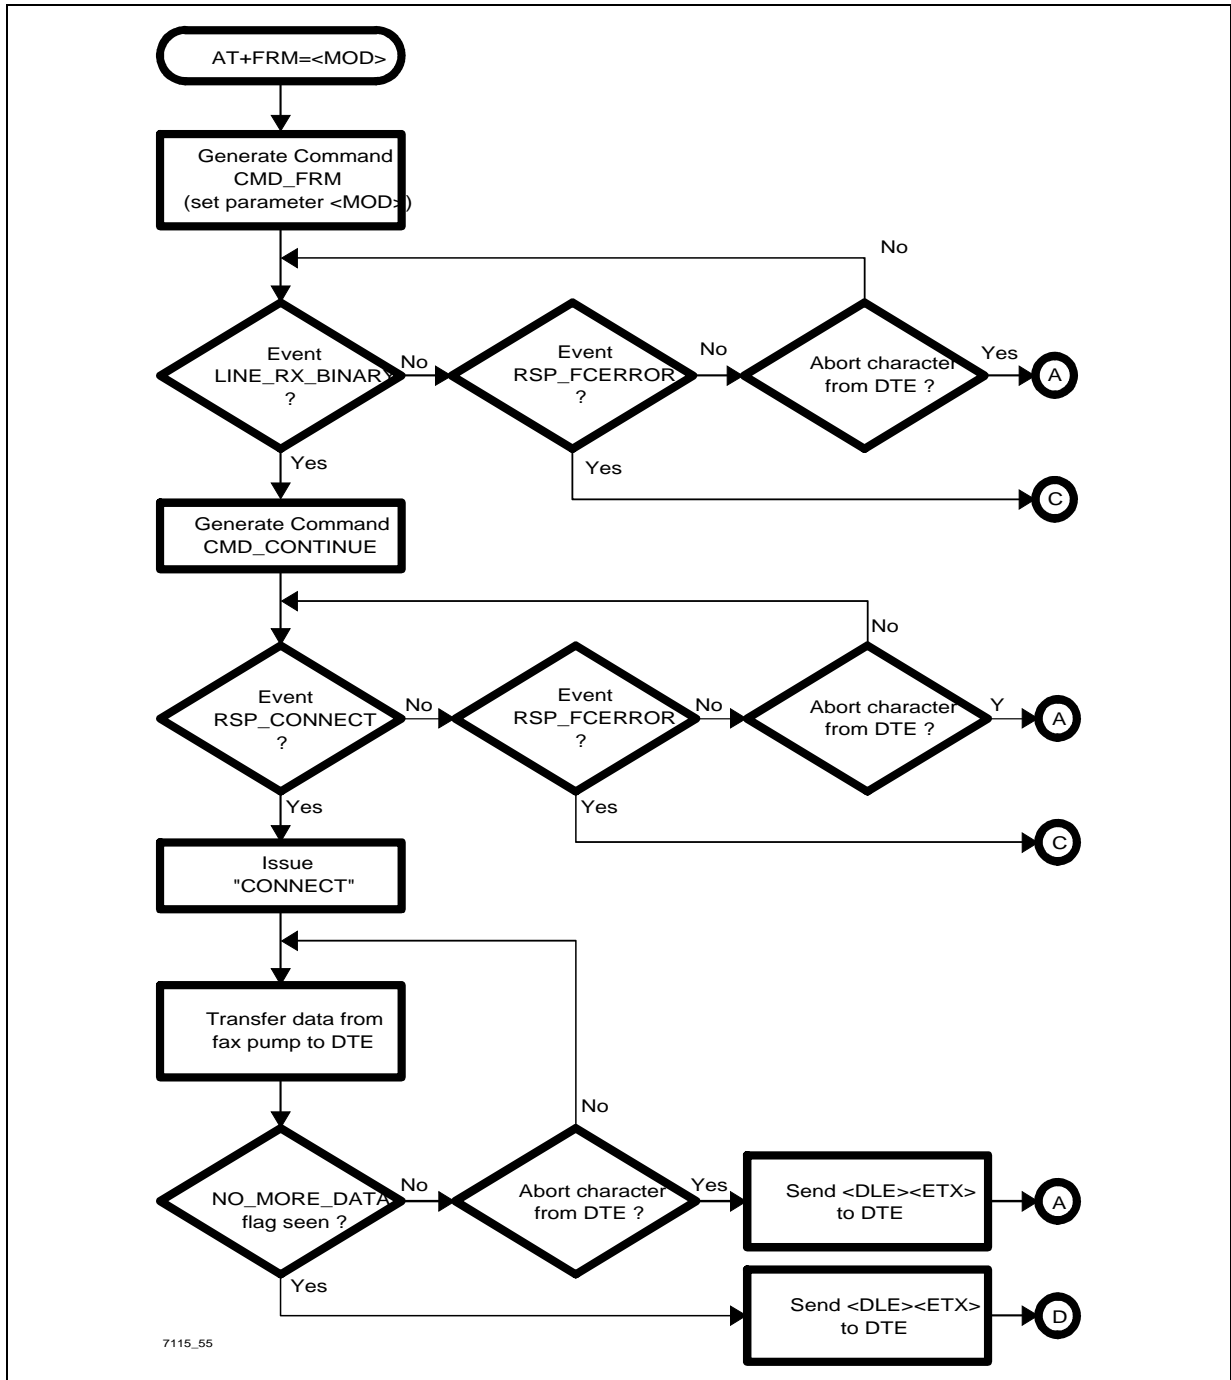 AT+FRM=<MOD>
Generate Command
CMD_FRM
(set parameter <MOD>)
No
Event
LINE_RX_BINARY
?
No
Event
RSP_FCERROR
?
No
Abort character
from DTE ?
Yes
A
Yes
Yes
C
Generate Command
CMD_CONTINUE
No
Event
RSP_CONNECT
?
No
Event
RSP_FCERROR
?
No
Abort character
from DTE ?
Y
A
Yes
Yes
C
Issue
"CONNECT"
Transfer data from
fax pump to DTE
No
NO_MORE_DATA
flag seen ?
No
Abort character
from DTE ?
Yes
Send <DLE><ETX>
to DTE
A
Yes
Send <DLE><ETX>
to DTE
D
7115_55